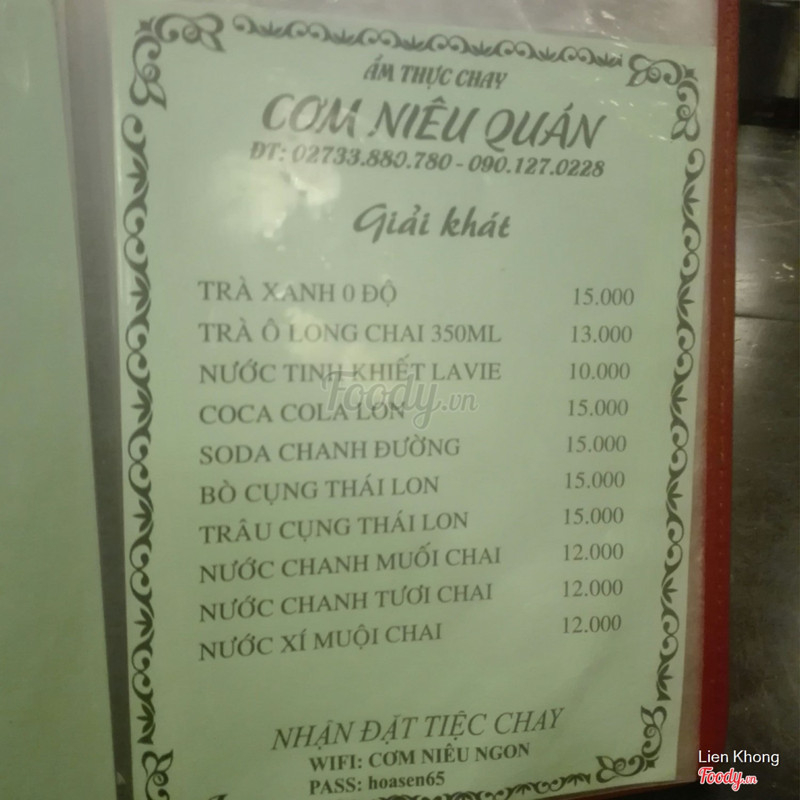 ẨM THỰC CHAY
CƠM NIÊU QUÁN
ĐT: 02733.880.780 - 090.127.0228
Giải khát
TRÀ XANH 0 ĐỘ 15.000
TRÀ Ô LONG CHAI 350ML 13.000
NƯỚC TINH KHIẾT LAVIE 10.000
COCA COLA LON 15.000
SODA CHANH ĐƯỜNG 15.000
BÒ CỤNG THÁI LON 15.000
TRÂU CỤNG THÁI LON 15.000
NƯỚC CHANH MUỐI CHAI 12.000
NƯỚC CHANH TƯƠI CHAI 12.000
NƯỚC XÍ MUỘI CHAI 12.000
NHẬN ĐẶT TIỆC CHAY
WIFI: CƠM NIÊU NGON
PASS: hoasen65
Foody.vn
Lien Khong
Foody.vn